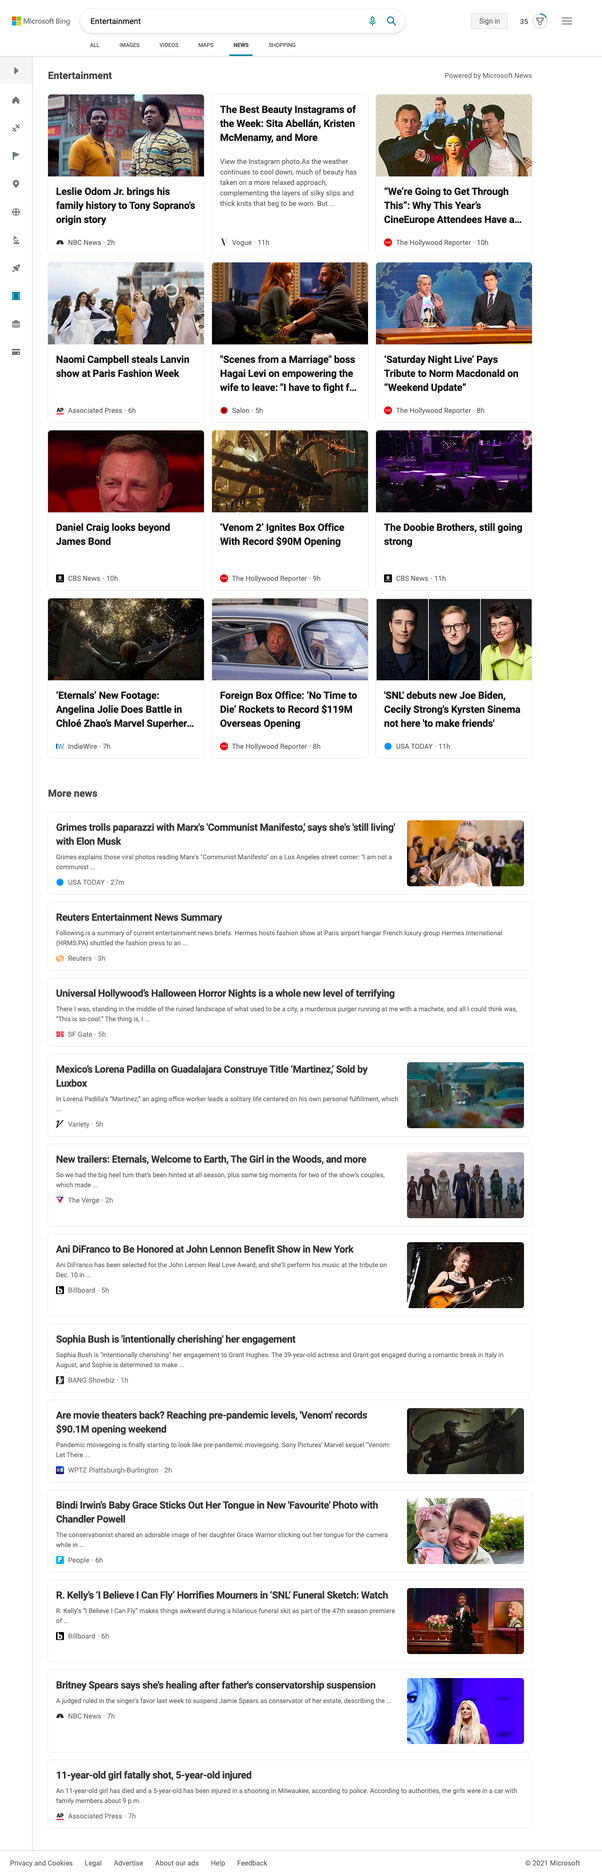 Microsoft Bing
Entertainment
Sign in
35
ALL
IMAGES
VIDEOS
MAPS
NEWS
SHOPPING
Entertainment
Powered by Microsoft News
Leslie Odom Jr. brings his
family history to Tony Soprano's
origin story
NBC News · 2h
The Best Beauty Instagrams of
the Week: Sita Abellán, Kristen
McMenamy, and More
View the Instagram photo.As the weather
continues to cool down, much of beauty has
taken on a more relaxed approach,
complementing the layers of silky slips and
thick knits that beg to be worn. But ...
Vogue · 11h
“We’re Going to Get Through
This”: Why This Year’s
CineEurope Attendees Have a...
The Hollywood Reporter · 10h
Naomi Campbell steals Lanvin
show at Paris Fashion Week
AP
Associated Press · 6h
"Scenes from a Marriage" boss
Hagai Levi on empowering the
wife to leave: "I have to fight f...
Salon · 5h
‘Saturday Night Live’ Pays
Tribute to Norm Macdonald on
“Weekend Update”
The Hollywood Reporter · 8h
Daniel Craig looks beyond
James Bond
CBS News · 10h
‘Venom 2’ Ignites Box Office
With Record $90M Opening
The Hollywood Reporter · 9h
The Doobie Brothers, still going
strong
CBS News · 11h
‘Eternals’ New Footage:
Angelina Jolie Does Battle in
Chloé Zhao’s Marvel Superher...
IW
IndieWire · 7h
Foreign Box Office: ‘No Time to
Die’ Rockets to Record $119M
Overseas Opening
The Hollywood Reporter · 8h
'SNL' debuts new Joe Biden,
Cecily Strong's Kyrsten Sinema
not here 'to make friends'
USA TODAY · 11h
More news
Grimes trolls paparazzi with Marx's 'Communist Manifesto,' says she's 'still living'
with Elon Musk
Grimes explains those viral photos reading Marx's "Communist Manifesto" on a Los Angeles street corner: "I am not a
communist ...
USA TODAY · 27m
Reuters Entertainment News Summary
Following is a summary of current entertainment news briefs. Hermes hosts fashion show at Paris airport hangar French luxury group Hermes International
(HRMS.PA) shuttled the fashion press to an ...
Reuters · 3h
Universal Hollywood’s Halloween Horror Nights is a whole new level of terrifying
There I was, standing in the middle of the ruined landscape of what used to be a city, a murderous purger running at me with a machete, and all I could think was,
“This is so cool.” The thing is, I ...
SF Gate · 5h
Mexico’s Lorena Padilla on Guadalajara Construye Title ‘Martinez,’ Sold by
Luxbox
In Lorena Padilla’s “Martinez,” an aging office worker leads a solitary life centered on his own personal fulfillment, which
...
Variety · 5h
New trailers: Eternals, Welcome to Earth, The Girl in the Woods, and more
So we had the big heel turn that’s been hinted at all season, plus some big moments for two of the show’s couples,
which made ...
The Verge · 2h
Ani DiFranco to Be Honored at John Lennon Benefit Show in New York
Ani DiFranco has been selected for the John Lennon Real Love Award, and she’ll perform his music at the tribute on
Dec. 10 in ...
Billboard · 5h
Sophia Bush is 'intentionally cherishing' her engagement
Sophia Bush is "intentionally cherishing" her engagement to Grant Hughes. The 39-year-old actress and Grant got engaged during a romantic break in Italy in
August, and Sophie is determined to make ...
BANG Showbiz · 1h
Are movie theaters back? Reaching pre-pandemic levels, 'Venom' records
$90.1M opening weekend
Pandemic moviegoing is finally starting to look like pre-pandemic moviegoing. Sony Pictures’ Marvel sequel “Venom:
Let There ...
WPTZ Plattsburgh-Burlington · 2h
Bindi Irwin's Baby Grace Sticks Out Her Tongue in New 'Favourite' Photo with
Chandler Powell
The conservationist shared an adorable image of her daughter Grace Warrior sticking out her tongue for the camera
while in ...
People · 6h
R. Kelly’s ‘I Believe I Can Fly’ Horrifies Mourners in ‘SNL’ Funeral Sketch: Watch
R. Kelly’s “I Believe I Can Fly” makes things awkward during a hilarious funeral skit as part of the 47th season premiere
of ...
Billboard · 6h
Britney Spears says she's healing after father's conservatorship suspension
A judged ruled in the singer's favor last week to suspend Jamie Spears as conservator of her estate, describing the ...
NBC News · 7h
11-year-old girl fatally shot, 5-year-old injured
An 11-year-old girl has died and a 5-year-old has been injured in a shooting in Milwaukee, according to police. According to authorities, the girls were in a car with
family members about 9 p.m.
AP
Associated Press · 7h
Privacy and Cookies
Legal
Advertise
About our ads
Help
Feedback
© 2021 Microsoft